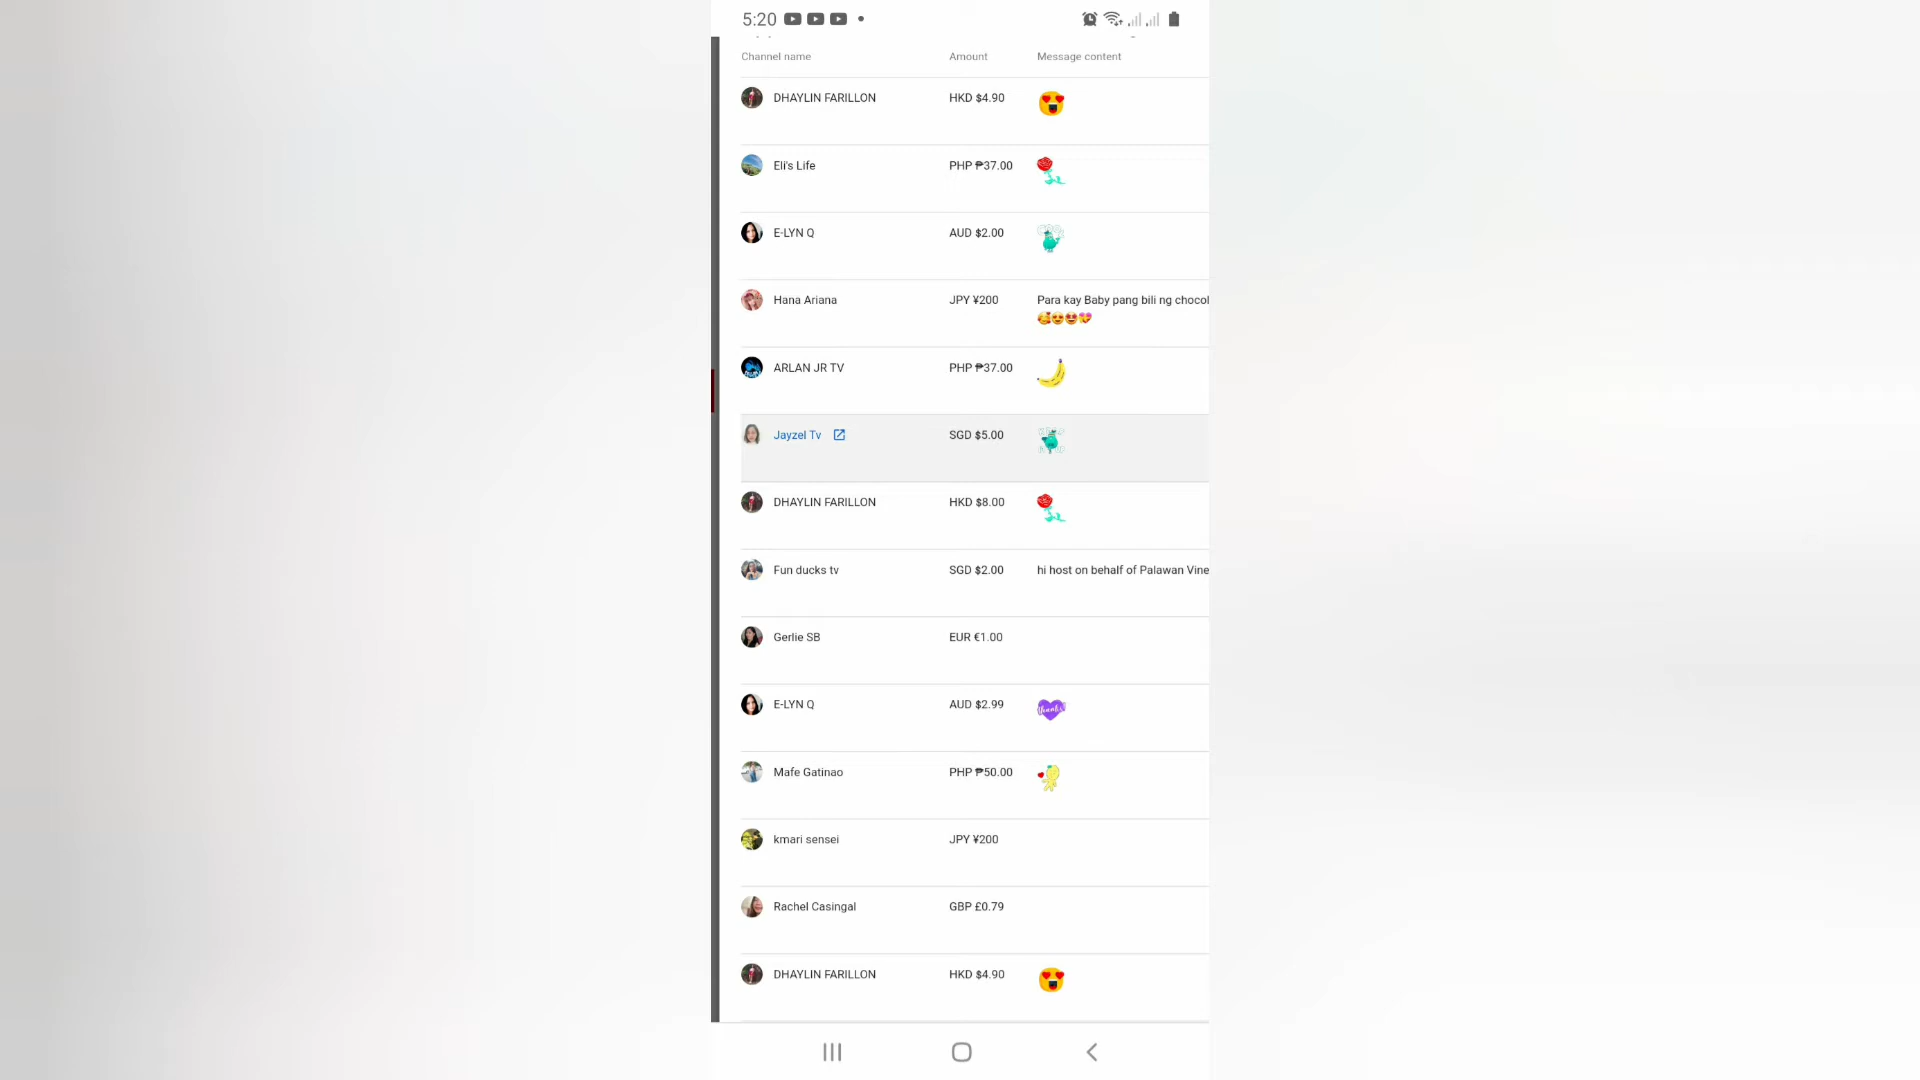 5:20
Channel name Amount Message content
DHAYLIN FARILLON HKD $4.90
Eli's Life PHP ₱37.00
E-LYN Q AUD $2.00
Hana Ariana JPY ¥200 Para kay Baby pang bili ng chocol
ARLAN JR TV PHP ₱37.00
Jayzel Tv SGD $5.00
DHAYLIN FARILLON HKD $8.00
Fun ducks tv SGD $2.00 hi host on behalf of Palawan Vine
Gerlie SB EUR €1.00
E-LYN Q AUD $2.99 thanks!
Mafe Gatinao PHP ₱50.00
kmari sensei JPY ¥200
Rachel Casingal GBP £0.79
DHAYLIN FARILLON HKD $4.90